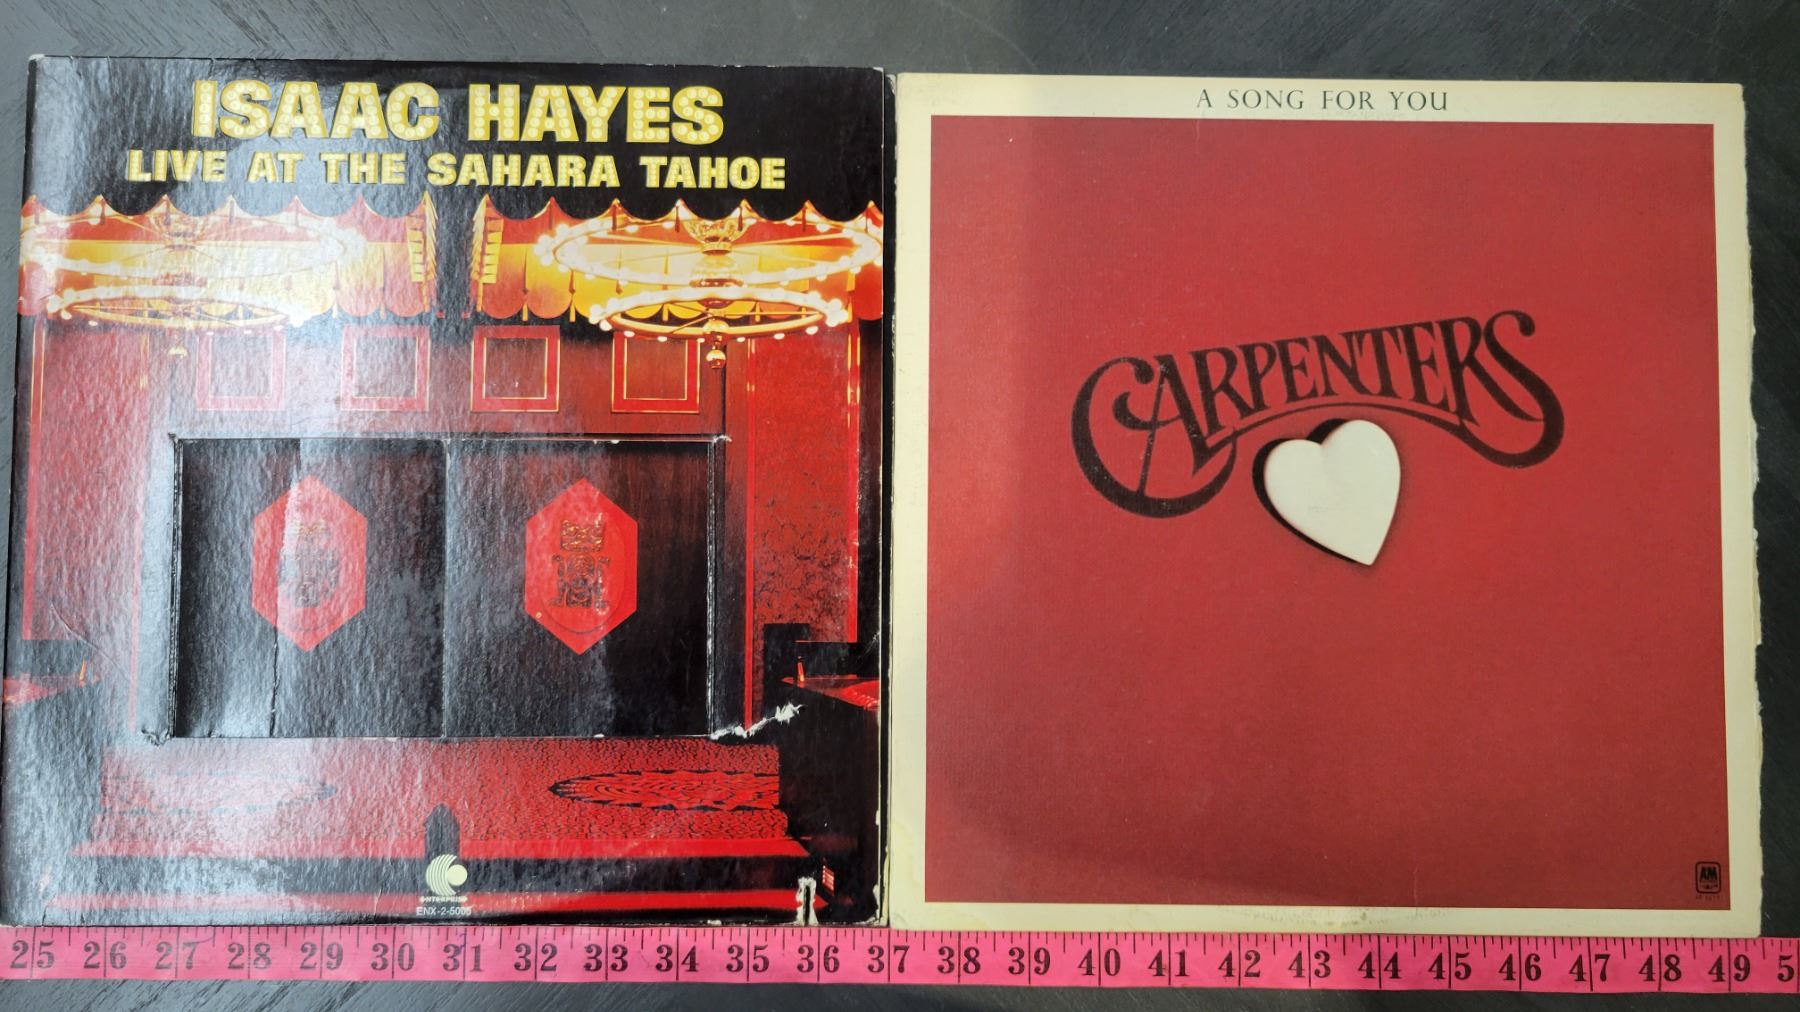 ISAAC HAYES
LIVE AT THE SAHARA TAHOE
ENTERPRISE
ENX-2-5005
A SONG FOR YOU
CARPENTERS
AM
25 26 27 28 29 30 31 32 33 34 35 36 37 38 39 40 41 42 43 44 45 46 47 48 49 5